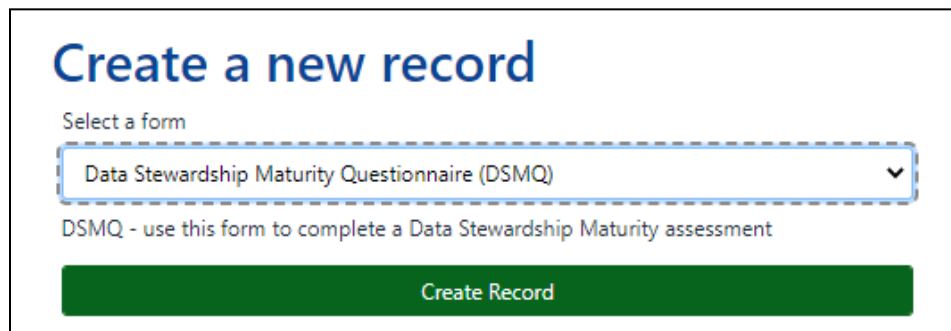 Create a new record
Select a form
Data Stewardship Maturity Questionnaire (DSMQ)
DSMQ - use this form to complete a Data Stewardship Maturity assessment
Create Record